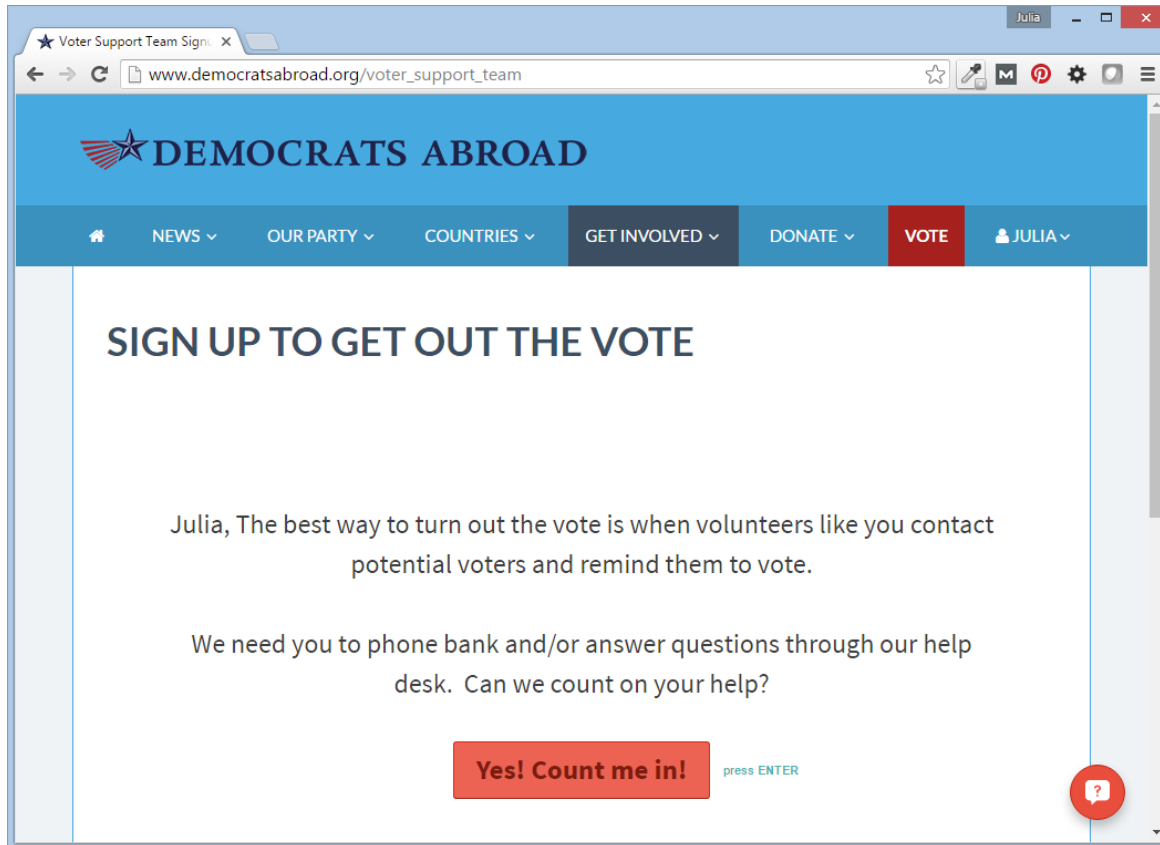 Julia
Voter Support Team Sign
www.democratsabroad.org/voter_support_team
M
DEMOCRATS ABROAD
NEWS OUR PARTY COUNTRIES GET INVOLVED DONATE VOTE JULIA
SIGN UP TO GET OUT THE VOTE
Julia, The best way to turn out the vote is when volunteers like you contact
potential voters and remind them to vote.
We need you to phone bank and/or answer questions through our help
desk. Can we count on your help?
Yes! Count me in! press ENTER
?